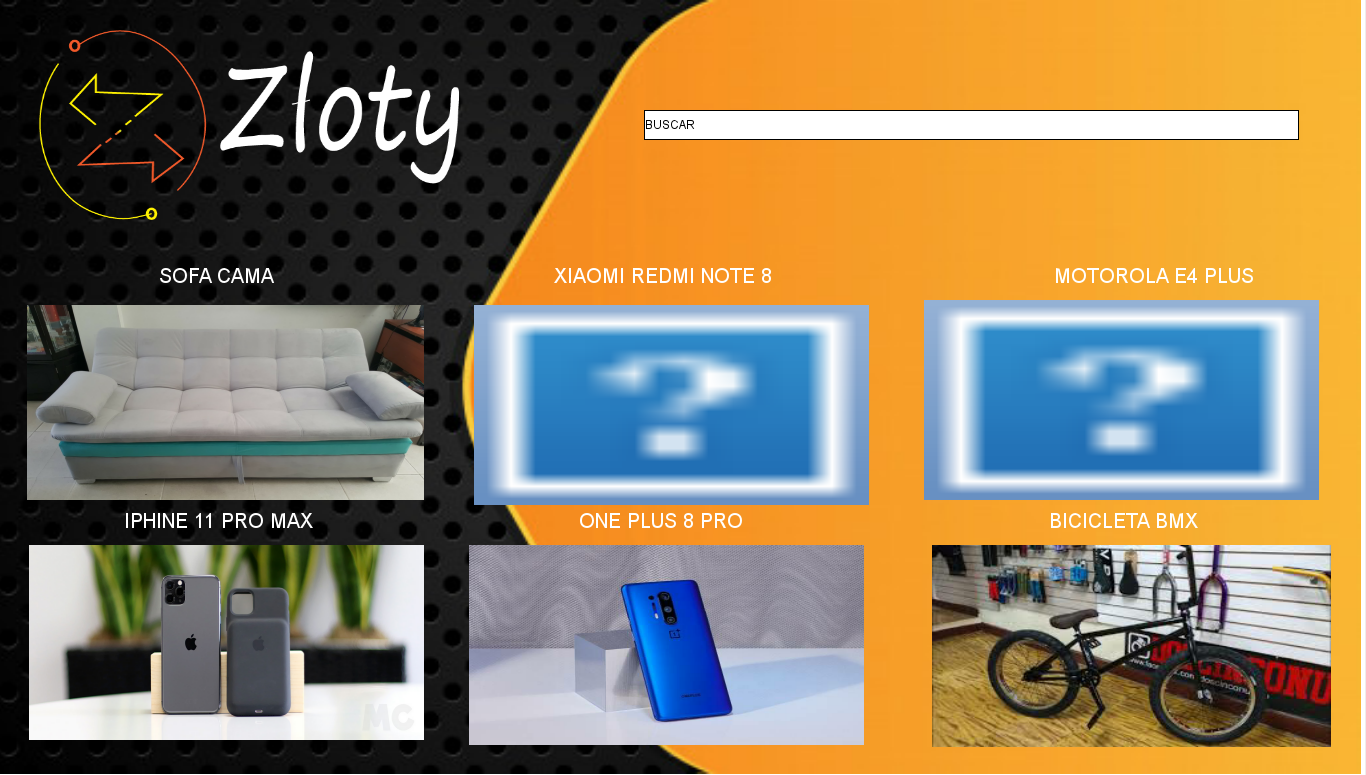 Zloty
BUSCAR
SOFA CAMA
XIAOMI REDMI NOTE 8
MOTOROLA E4 PLUS
?
?
IPHINE 11 PRO MAX
ONE PLUS 8 PRO
BICICLETA BMX
MC